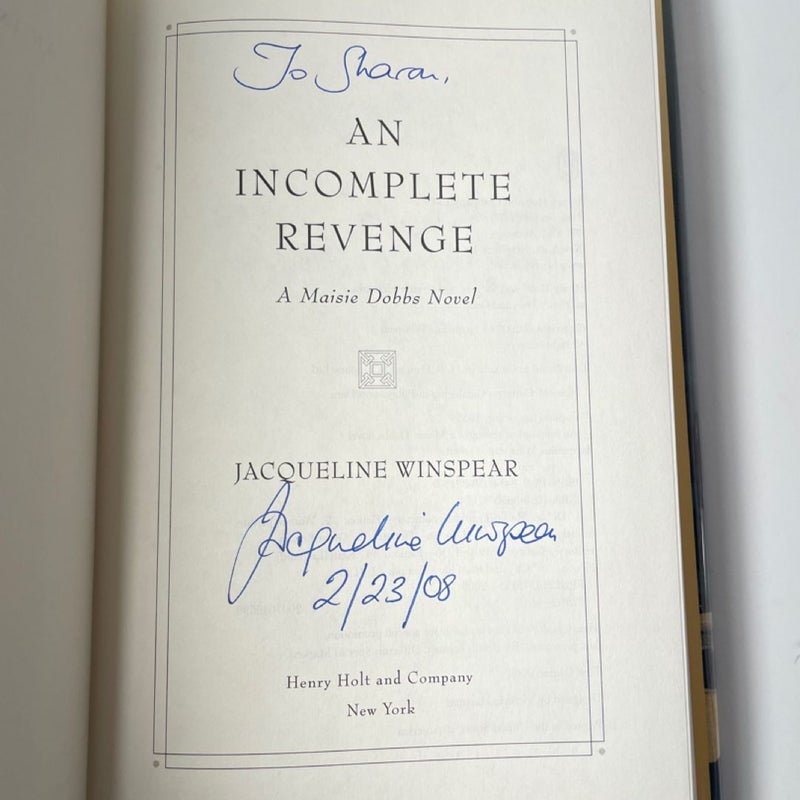 To Sharon,
AN
INCOMPLETE
REVENGE
A Maisie Dobbs Novel
JACQUELINE WINSPEAR
Jacqueline Winspear
2/23/08
Henry Holt and Company
New York